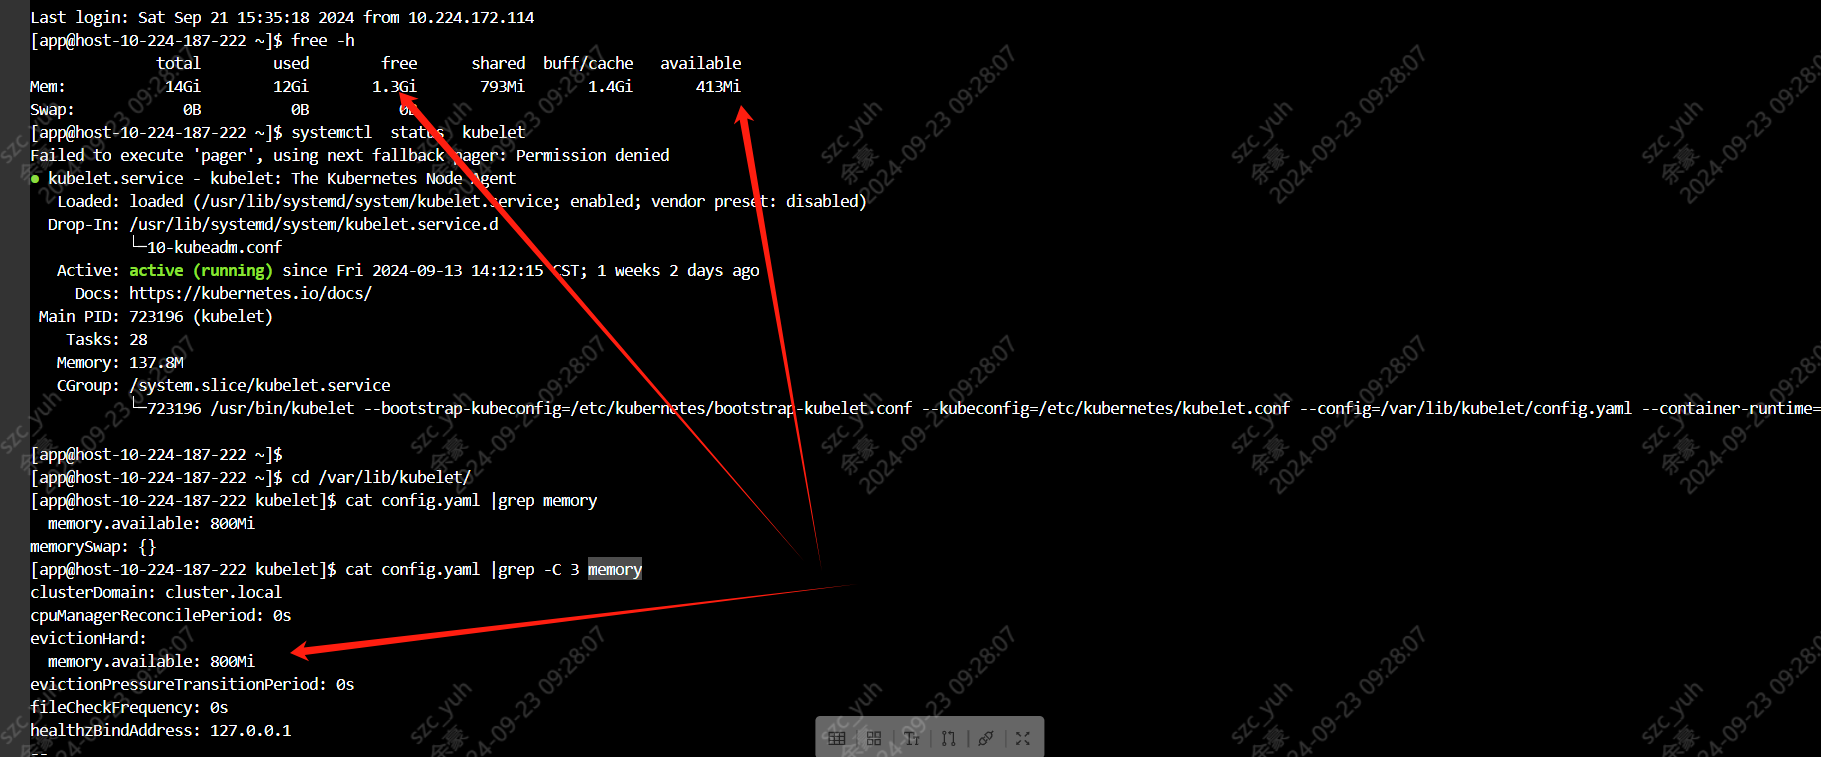 Last login: Sat Sep 21 15:35:18 2024 from 10.224.172.114
[app@host-10-224-187-222 ~]$ free -h
total used free shared buff/cache available
Mem: 14Gi 12Gi 1.3Gi 793Mi 1.4Gi 413Mi
Swap: 0B 0B 0B
[app@host-10-224-187-222 ~]$ systemctl status kubelet
Failed to execute 'pager', using next fallback pager: Permission denied
● kubelet.service - kubelet: The Kubernetes Node Agent
Loaded: loaded (/usr/lib/systemd/system/kubelet.service; enabled; vendor preset: disabled)
Drop-In: /usr/lib/systemd/system/kubelet.service.d
└─10-kubeadm.conf
Active: active (running) since Fri 2024-09-13 14:12:15 CST; 1 weeks 2 days ago
Docs: https://kubernetes.io/docs/
Main PID: 723196 (kubelet)
Tasks: 28
Memory: 137.8M
CGroup: /system.slice/kubelet.service
└─723196 /usr/bin/kubelet --bootstrap-kubeconfig=/etc/kubernetes/bootstrap-kubelet.conf --kubeconfig=/etc/kubernetes/kubelet.conf --config=/var/lib/kubelet/config.yaml --container-runtime=
[app@host-10-224-187-222 ~]$
[app@host-10-224-187-222 ~]$ cd /var/lib/kubelet/
[app@host-10-224-187-222 kubelet]$ cat config.yaml |grep memory
memory.available: 800Mi
memorySwap: {}
[app@host-10-224-187-222 kubelet]$ cat config.yaml |grep -C 3 memory
clusterDomain: cluster.local
cpuManagerReconcilePeriod: 0s
evictionHard:
memory.available: 800Mi
evictionPressureTransitionPeriod: 0s
fileCheckFrequency: 0s
healthzBindAddress: 127.0.0.1
--
szc_yuh
余豪
2024-09-23 09:28:07